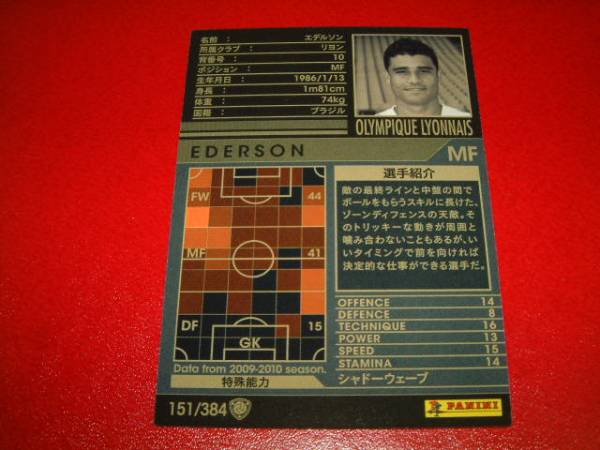 名前 : エデルソン
所属クラブ : リヨン
背番号 : 10
ポジション : MF
生年月日 : 1986/1/13
身長 : 1m81cm
体重 : 74kg
国籍 : ブラジル
OLYMPIQUE LYONNAIS
EDERSON
MF
FW 44
MF 41
DF 15
GK
Data from 2009-2010 season.
選手紹介
敵の最終ラインと中盤の間で
ボールをもらうスキルに長けた、
ゾーンディフェンスの天敵。そ
のトリッキーな動きが周囲と
噛み合わないこともあるが、い
いタイミングで前を向ければ
決定的な仕事ができる選手だ。
OFFENCE 14
DEFENCE 8
TECHNIQUE 16
POWER 13
SPEED 15
STAMINA 14
特殊能力
シャドーウェーブ
151/384
PANINI